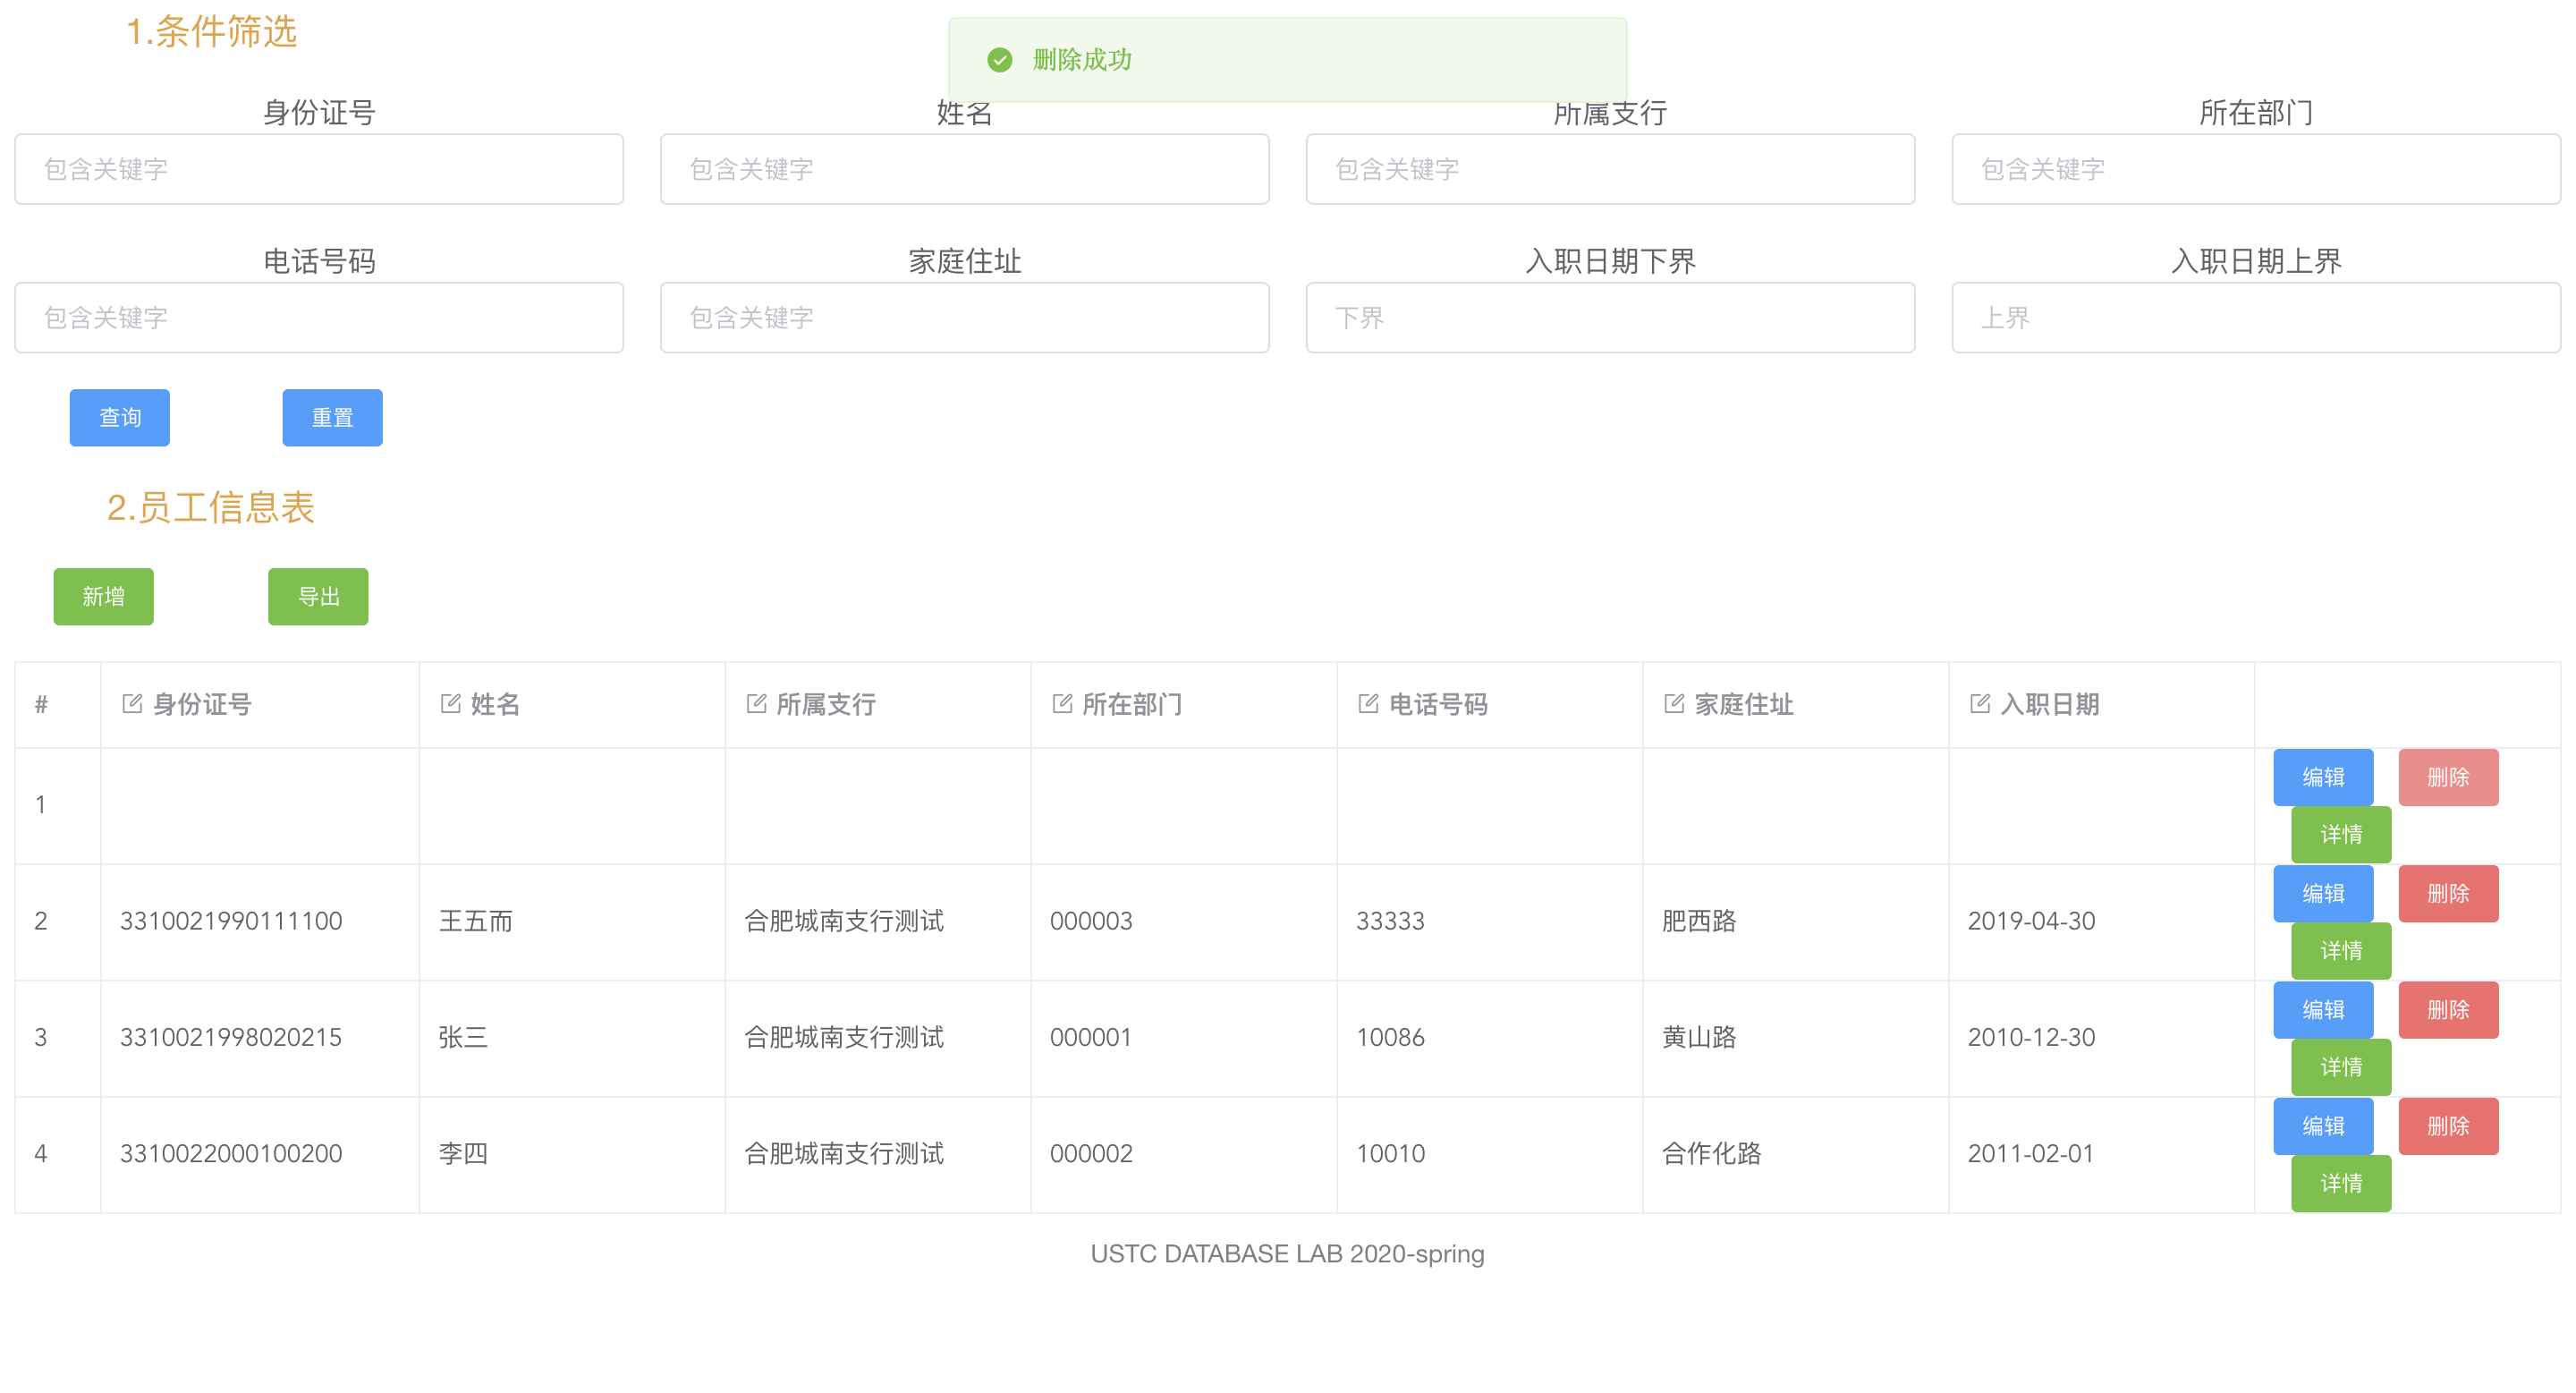 1.条件筛选
删除成功
身份证号 姓名 所属支行 所在部门
包含关键字 包含关键字 包含关键字 包含关键字
电话号码 家庭住址 入职日期下界 入职日期上界
包含关键字 包含关键字 下界 上界
查询 重置
2.员工信息表
新增 导出
# 身份证号 姓名 所属支行 所在部门 电话号码 家庭住址 入职日期
1 编辑 删除
详情
2 3310021990111100 王五而 合肥城南支行测试 000003 33333 肥西路 2019-04-30 编辑 删除
详情
3 3310021998020215 张三 合肥城南支行测试 000001 10086 黄山路 2010-12-30 编辑 删除
详情
4 3310022000100200 李四 合肥城南支行测试 000002 10010 合作化路 2011-02-01 编辑 删除
详情
USTC DATABASE LAB 2020-spring